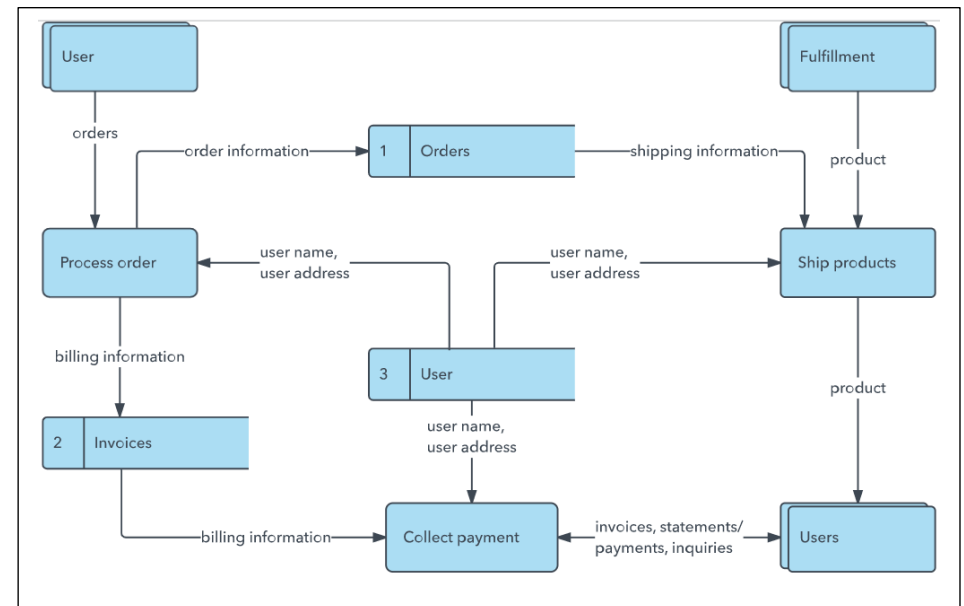 User
Fulfillment
orders
order information
1 Orders
shipping information
product
Process order
user name,
user address
user name,
user address
Ship products
billing information
3 User
product
user name,
user address
2 Invoices
billing information
Collect payment
invoices, statements/
payments, inquiries
Users